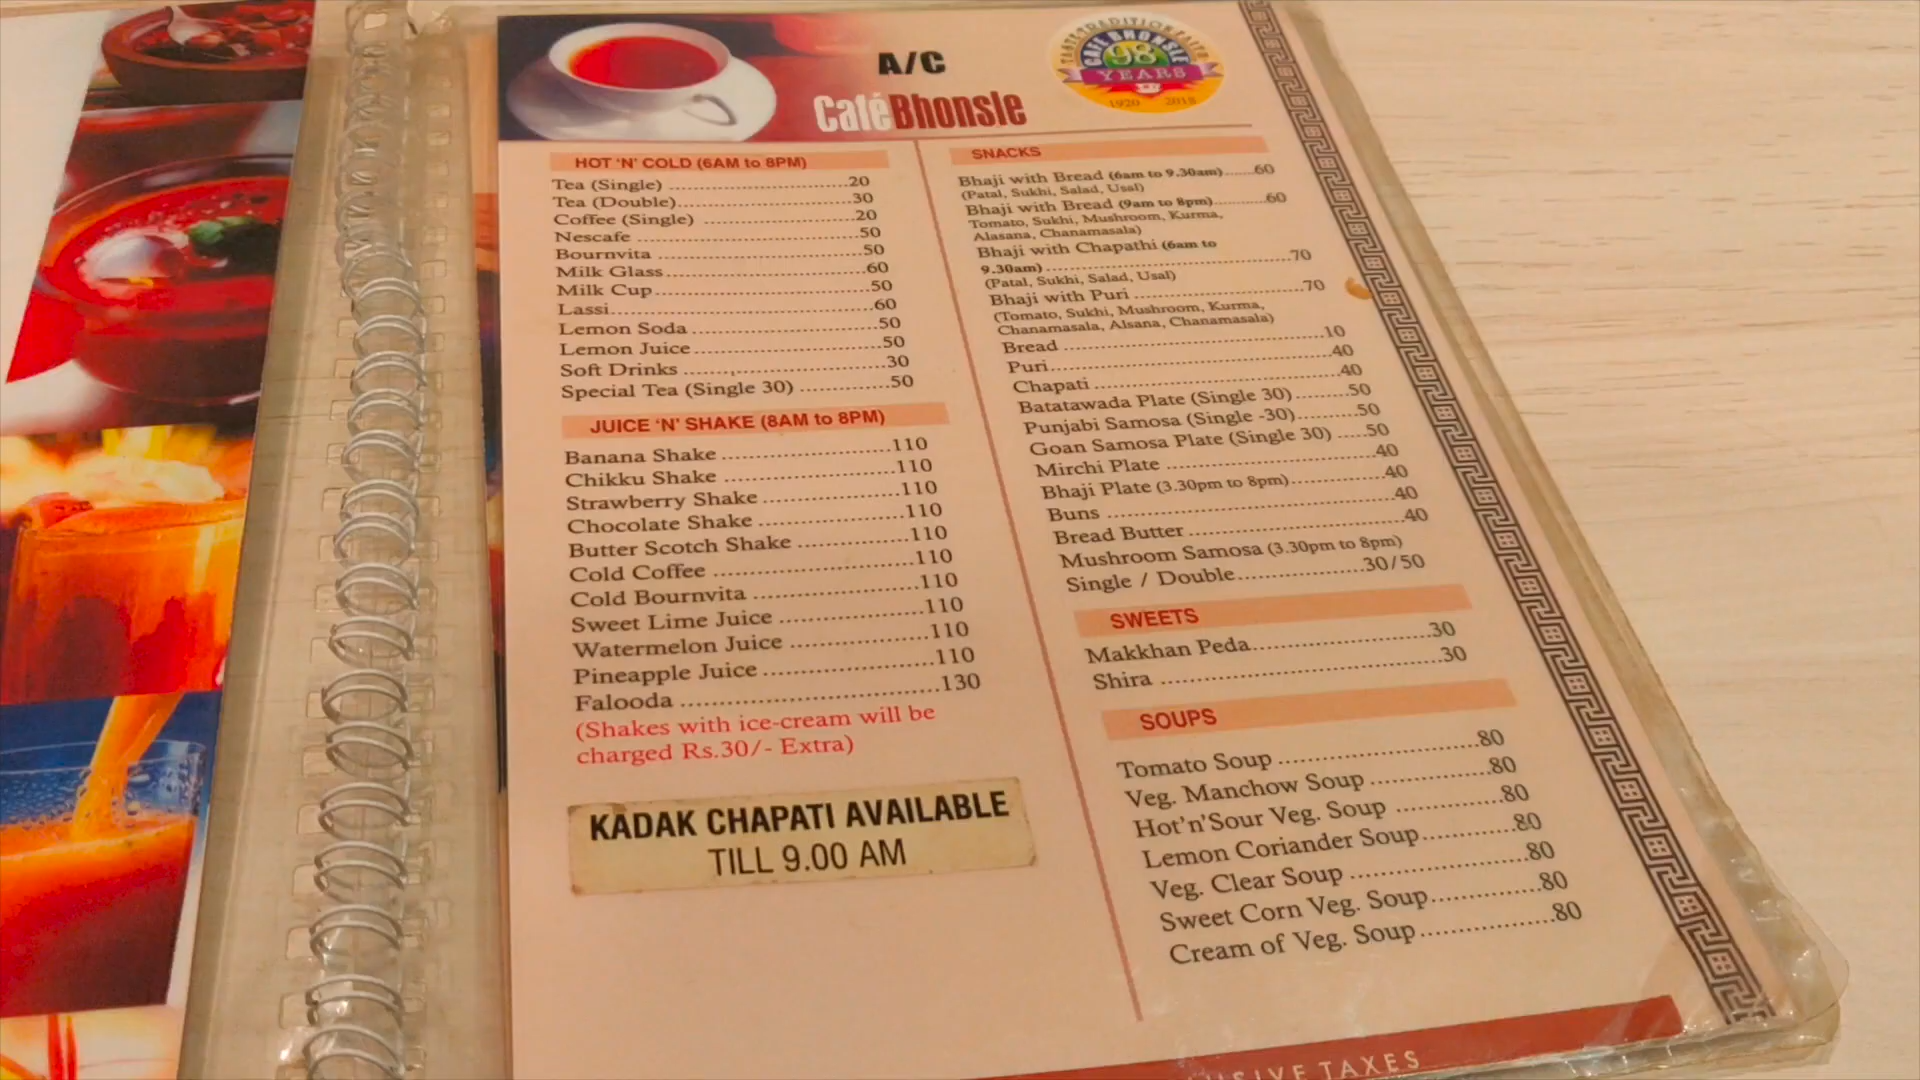 A/C
Café Bhonsle
TASTE TRADITION FAITH
CAFÉ BHONSLE
98
YEARS
1920 2018
HOT 'N' COLD (6AM to 8PM)
Tea (Single) ..........20
Tea (Double)..........30
Coffee (Single) ..........20
Nescafe ..........50
Bournvita ..........50
Milk Glass..........60
Milk Cup..........50
Lassi..........60
Lemon Soda ..........50
Lemon Juice..........50
Soft Drinks ..........30
Special Tea (Single 30) ..........50
JUICE 'N' SHAKE (8AM to 8PM)
Banana Shake ..........110
Chikku Shake ..........110
Strawberry Shake ..........110
Chocolate Shake ..........110
Butter Scotch Shake ..........110
Cold Coffee ..........110
Cold Bournvita ..........110
Sweet Lime Juice ..........110
Watermelon Juice ..........110
Pineapple Juice ..........110
Falooda ..........130
(Shakes with ice-cream will be
charged Rs.30/- Extra)
KADAK CHAPATI AVAILABLE
TILL 9.00 AM
SNACKS
Bhaji with Bread (6am to 9.30am)......60
(Patal, Sukhi, Salad, Usal)
Bhaji with Bread (9am to 8pm)..........60
Tomato, Sukhi, Mushroom, Kurma,
Alasana, Chanamasala)
Bhaji with Chapathi (6am to
9.30am) ..........70
(Patal, Sukhi, Salad, Usal)
Bhaji with Puri ..........70
(Tomato, Sukhi, Mushroom, Kurma,
Chanamasala, Alsana, Chanamasala)
Bread ..........10
Puri..........40
Chapati ..........40
Batatawada Plate (Single 30).........50
Punjabi Samosa (Single -30).........50
Goan Samosa Plate (Single 30) .....50
Mirchi Plate ..........40
Bhaji Plate (3.30pm to 8pm)..........40
Buns ..........40
Bread Butter ..........40
Mushroom Samosa (3.30pm to 8pm)
Single / Double..........30/50
SWEETS
Makkhan Peda..........30
Shira ..........30
SOUPS
Tomato Soup ..........80
Veg. Manchow Soup ..........80
Hot'n'Sour Veg. Soup ..........80
Lemon Coriander Soup..........80
Veg. Clear Soup ..........80
Sweet Corn Veg. Soup..........80
Cream of Veg. Soup..........80
TAXES